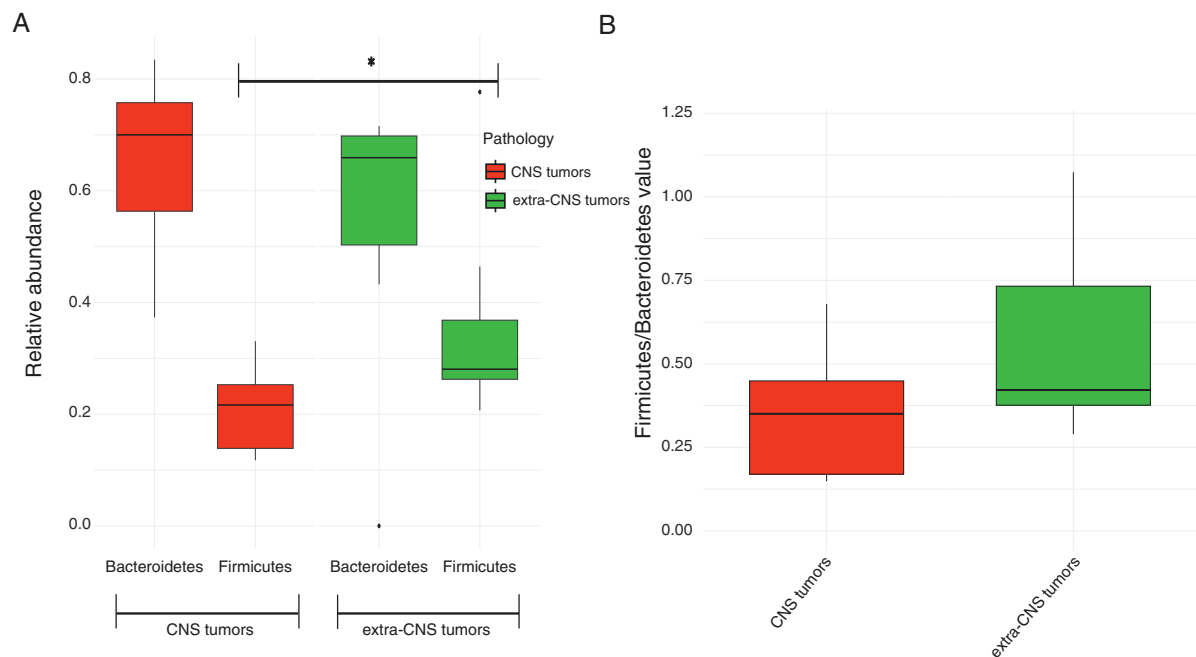 A
Relative abundance
0.8
0.6
0.4
0.2
0.0
*
Pathology
CNS tumors
extra-CNS tumors
Bacteroidetes
Firmicutes
Bacteroidetes
Firmicutes
CNS tumors
extra-CNS tumors
B
Firmicutes/Bacteroidetes value
1.25
1.00
0.75
0.50
0.25
0.00
CNS tumors
extra-CNS tumors